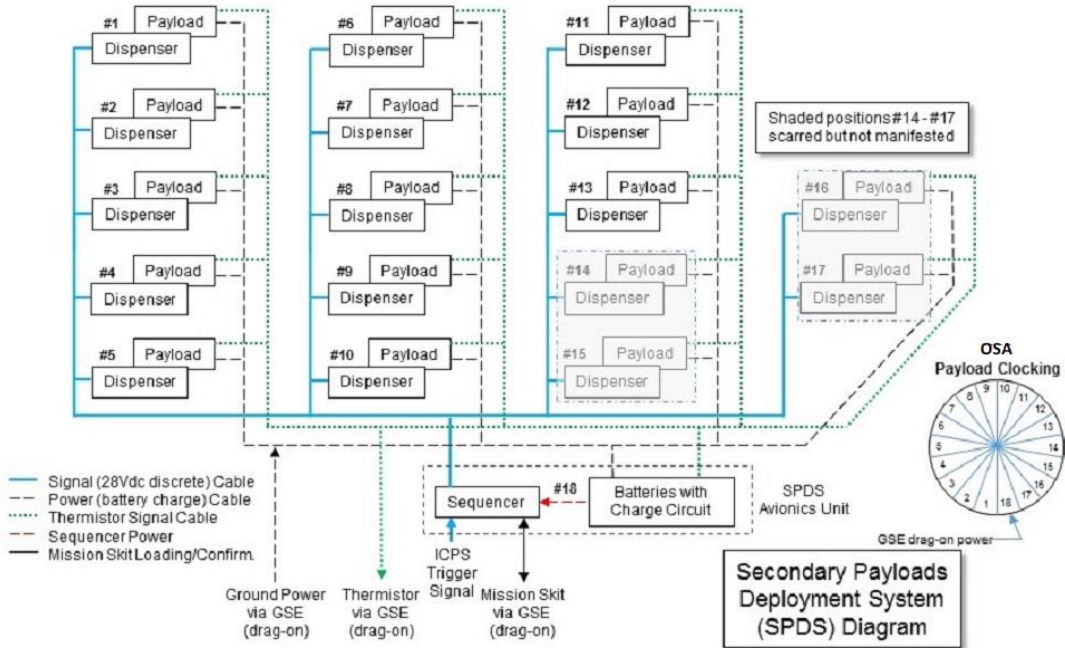 #1 Payload
Dispenser
#2 Payload
Dispenser
#3 Payload
Dispenser
#4 Payload
Dispenser
#5 Payload
Dispenser
#6 Payload
Dispenser
#7 Payload
Dispenser
#8 Payload
Dispenser
#9 Payload
Dispenser
#10 Payload
Dispenser
#11 Payload
Dispenser
#12 Payload
Dispenser
#13 Payload
Dispenser
#14 Payload
Dispenser
#15 Payload
Dispenser
Shaded positions #14 - #17
scarred but not manifested
#16 Payload
Dispenser
#17 Payload
Dispenser
OSA
Payload Clocking
9 10
8 11
7 12
6 13
5 14
4 15
3 16
2 17
1 18
GSE drag-on power
Signal (28Vdc discrete) Cable
Power (battery charge) Cable
Thermistor Signal Cable
Sequencer Power
Mission Skit Loading/Confirm.
Sequencer
#18
Batteries with
Charge Circuit
SPDS
Avionics Unit
Ground Power
via GSE
(drag-on)
Thermistor
via GSE
(drag-on)
ICPS
Trigger
Signal
Mission Skit
via GSE
(drag-on)
Secondary Payloads
Deployment System
(SPDS) Diagram